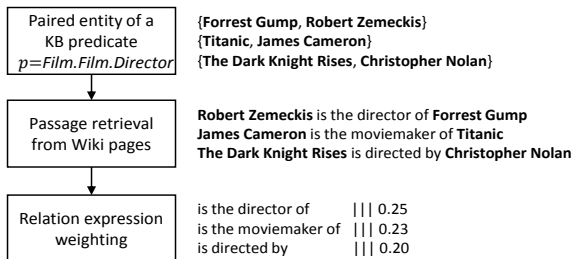 Paired entity of a
KB predicate
p=Film.Film.Director
{Forrest Gump, Robert Zemeckis}
{Titanic, James Cameron}
{The Dark Knight Rises, Christopher Nolan}
Passage retrieval
from Wiki pages
Robert Zemeckis is the director of Forrest Gump
James Cameron is the moviemaker of Titanic
The Dark Knight Rises is directed by Christopher Nolan
Relation expression
weighting
is the director of ||| 0.25
is the moviemaker of ||| 0.23
is directed by ||| 0.20